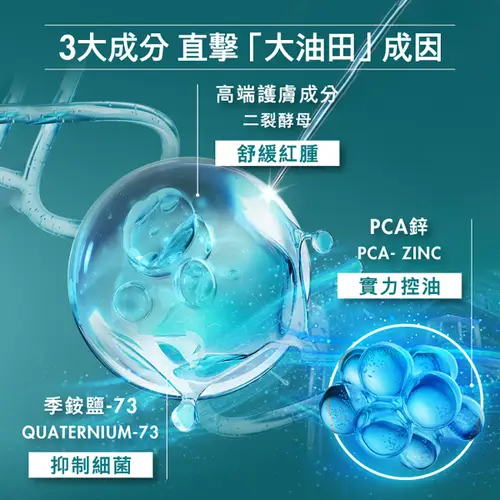 3大成分 直擊「大油田」成因
高端護膚成分
二裂酵母
舒緩紅腫
PCA鋅
PCA- ZINC
實力控油
季銨鹽-73
QUATERNIUM-73
抑制細菌